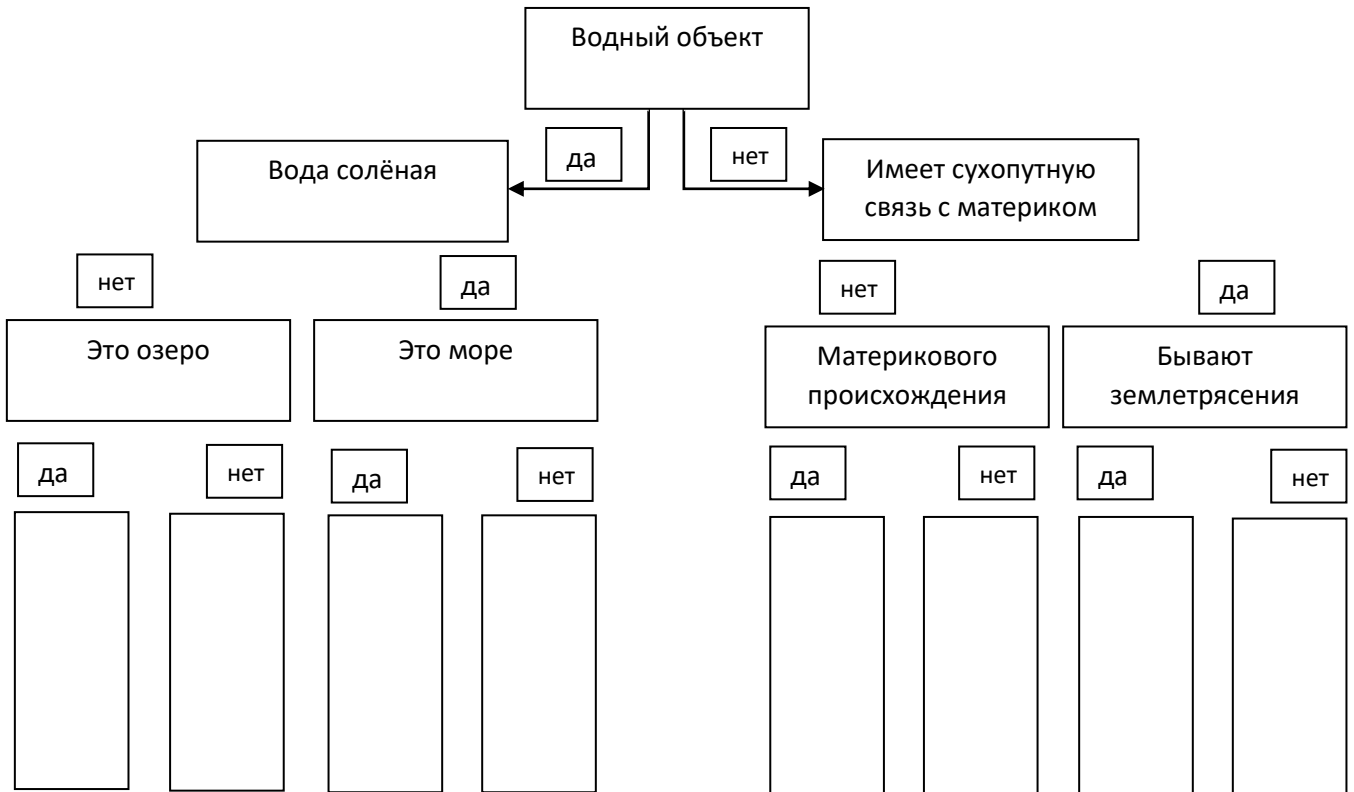 Водный объект
да
нет
Вода солёная
Имеет сухопутную
связь с материком
нет
да
нет
да
Это озеро
Это море
Материкового
происхождения
Бывают
землетрясения
да
нет
да
нет
да
нет
да
нет